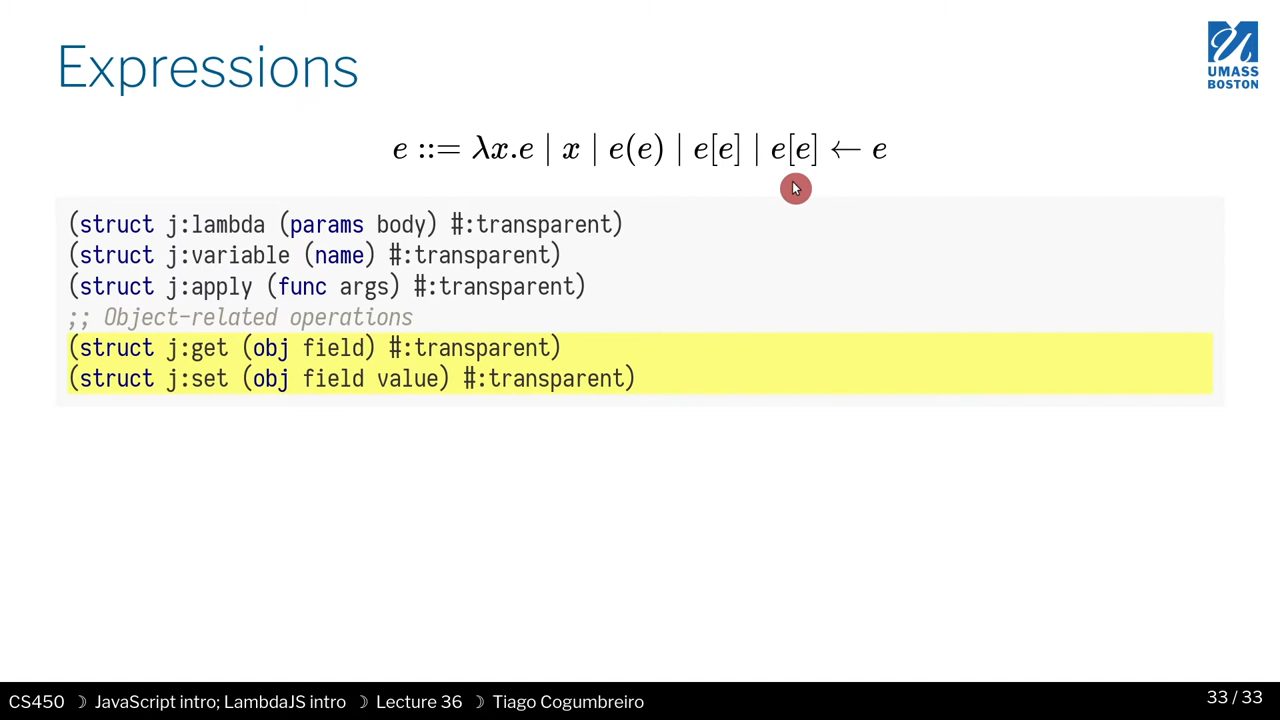 Expressions
UMASS
BOSTON
e ::= λx.e | x | e(e) | e[e] | e[e] ← e
(struct j:lambda (params body) #:transparent)
(struct j:variable (name) #:transparent)
(struct j:apply (func args) #:transparent)
;; Object-related operations
(struct j:get (obj field) #:transparent)
(struct j:set (obj field value) #:transparent)
CS450 ☽ JavaScript intro; LambdaJS intro ☽ Lecture 36 ☽ Tiago Cogumbreiro
33 / 33